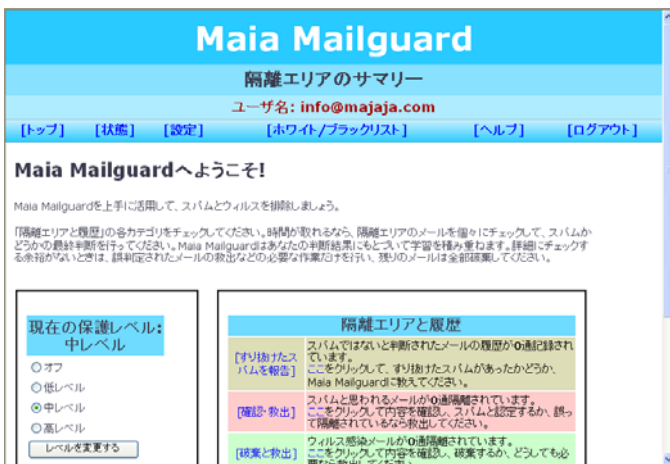 Maia Mailguard
隔離エリアのサマリー
ユーザ名: info@majaja.com
[トップ] [状態] [設定] [ホワイト/ブラックリスト] [ヘルプ] [ログアウト]
Maia Mailguardへようこそ!
Maia Mailguardを上手に活用して、スパムとウィルスを排除しましょう。
「隔離エリアと履歴」の各カテゴリをチェックしてください。時間が取れるなら、隔離エリアのメールを個々にチェックして、スパムか
どうかの最終判断を行ってください。Maia Mailguardはあなたの判断結果にもとづいて学習を積み重ねます。詳細にチェックす
る余裕がないときは、誤判定されたメールの救出などの必要な作業だけを行い、残りのメールは全部破棄してください。
現在の保護レベル:
中レベル
オフ
低レベル
中レベル
高レベル
レベルを変更する
隔離エリアと履歴
[すり抜けたス
パムを報告]
スパムではないと判断されたメールの履歴が0通記録され
ています。
ここをクリックして、すり抜けたスパムがあったかどうか、
Maia Mailguardに教えてください。
[確認・救出]
スパムと思われるメールが0通隔離されています。
ここをクリックして内容を確認し、スパムと認定するか、誤っ
て隔離されているなら救出してください。
[破棄と救出]
ウィルス感染メールが0通隔離されています。
ここをクリックして内容を確認し、破棄するか、どうしても必
要なら救出してください。